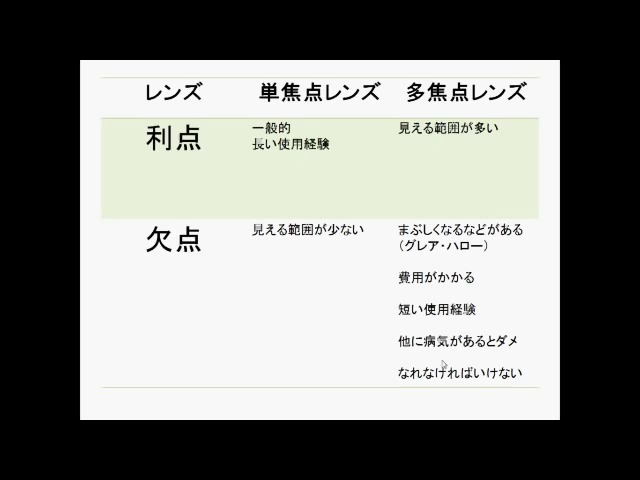 レンズ 単焦点レンズ 多焦点レンズ
利点 一般的 見える範囲が多い
長い使用経験
欠点 見える範囲が少ない まぶしくなるなどがある
（グレア・ハロー）
費用がかかる
短い使用経験
他に病気があるとダメ
なれなければいけない